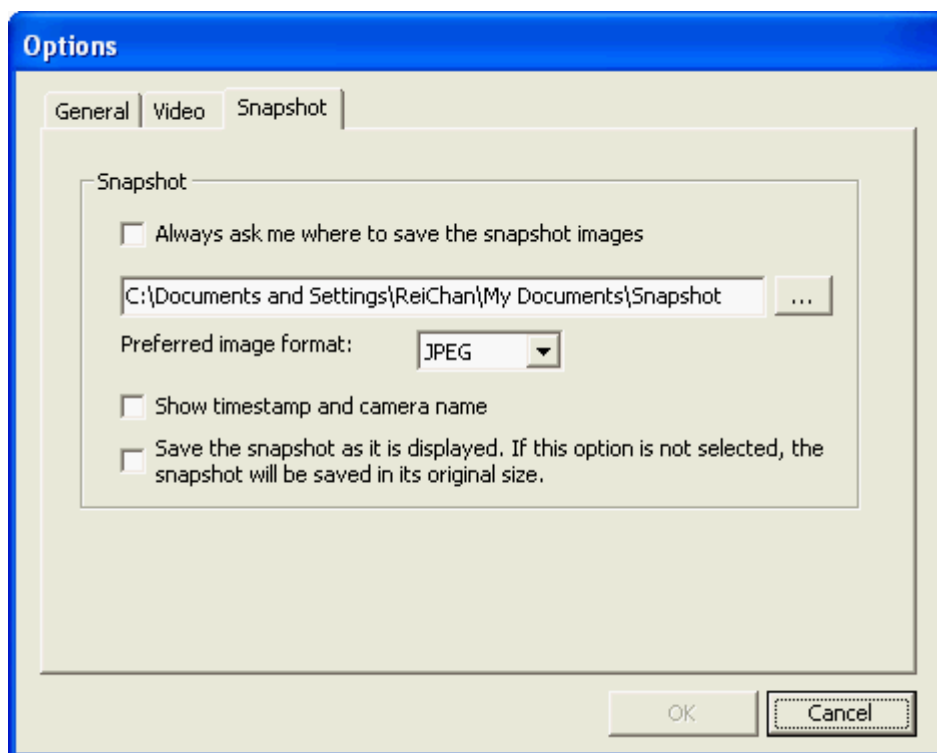 Options
General Video Snapshot
Snapshot
Always ask me where to save the snapshot images
C:\Documents and Settings\ReiChan\My Documents\Snapshot ...
Preferred image format: JPEG
Show timestamp and camera name
Save the snapshot as it is displayed. If this option is not selected, the
snapshot will be saved in its original size.
OK Cancel